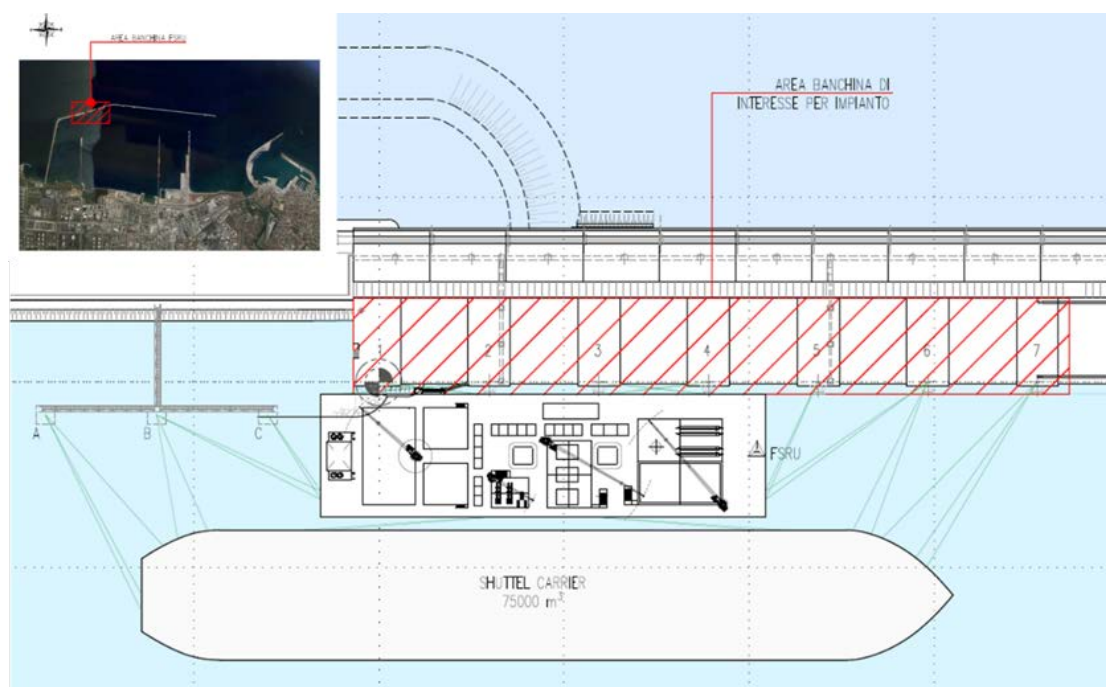 AREA BANCHINA FSRU
AREA BANCHINA DI
INTERESSE PER IMPIANTO
1 2 3 4 5 6 7
A B C
FSRU
SHUTTEL CARRIER
75000 m³